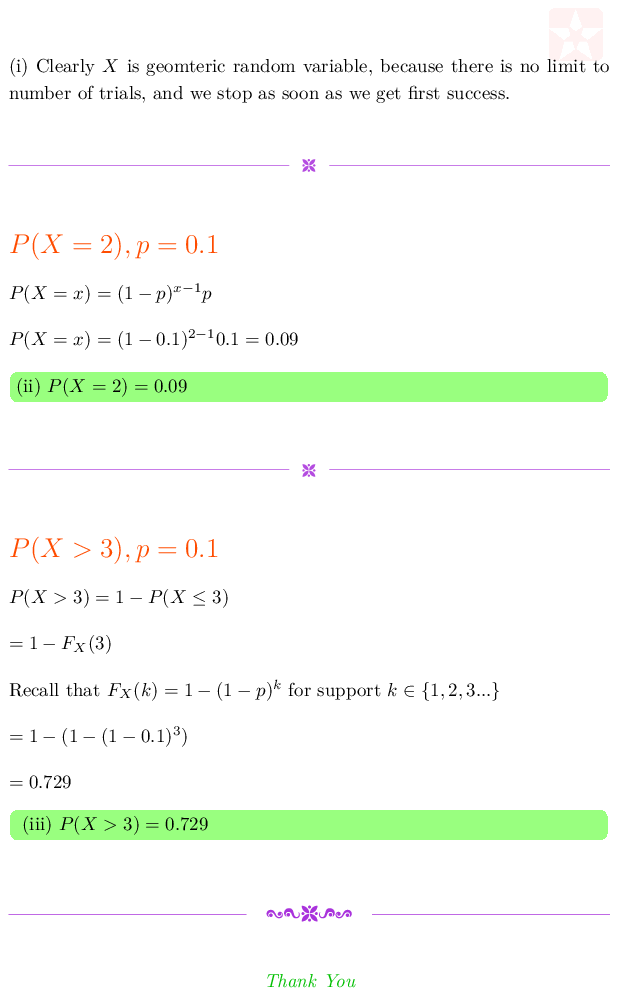 (i) Clearly X is geomteric random variable, because there is no limit to
number of trials, and we stop as soon as we get first success.
P(X = 2), p = 0.1
P(X = x) = (1 − p)^{x−1}p
P(X = x) = (1 − 0.1)^{2−1}0.1 = 0.09
(ii) P(X = 2) = 0.09
P(X > 3), p = 0.1
P(X > 3) = 1 − P(X ≤ 3)
= 1 − F_X(3)
Recall that F_X(k) = 1 − (1 − p)^k for support k ∈ {1, 2, 3...}
= 1 − (1 − (1 − 0.1)^3)
= 0.729
(iii) P(X > 3) = 0.729
Thank You